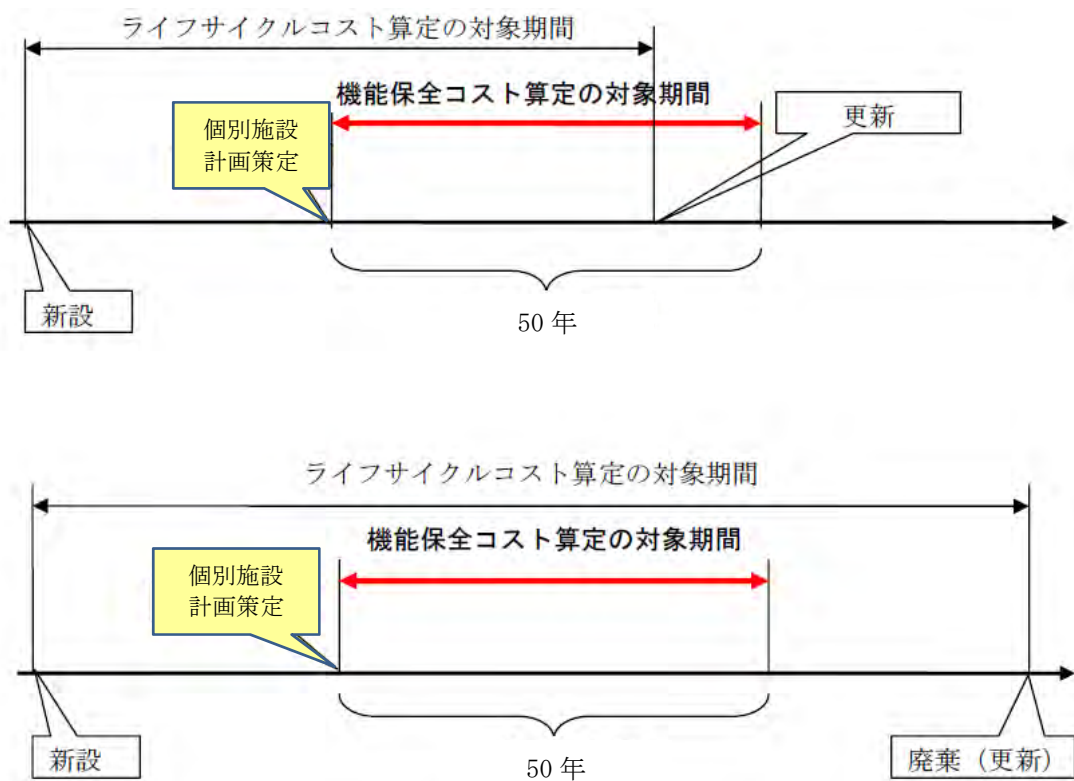 ライフサイクルコスト算定の対象期間
機能保全コスト算定の対象期間
個別施設
計画策定
更新
新設
50 年
ライフサイクルコスト算定の対象期間
機能保全コスト算定の対象期間
個別施設
計画策定
新設
50 年
廃棄（更新）